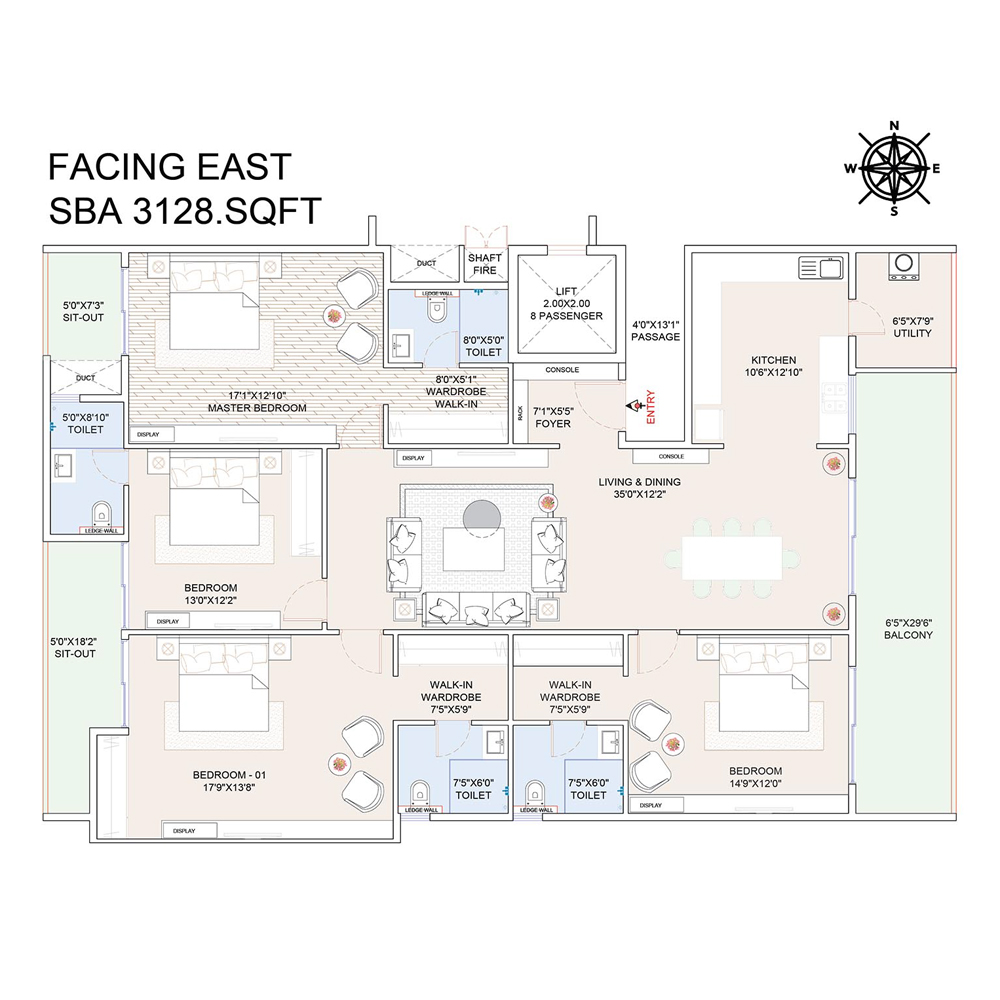 N
W E
S
FACING EAST
SBA 3128.SQFT
DUCT
SHAFT
FIRE
5'0"X7'3"
SIT-OUT
LEDGE WALL
8'0"X5'0"
TOILET
LIFT
2.00X2.00
8 PASSENGER
4'0"X13'1"
PASSAGE
6'5"X7'9"
UTILITY
KITCHEN
10'6"X12'10"
DUCT
CONSOLE
17'1"X12'10"
MASTER BEDROOM
8'0"X5'1"
WARDROBE
WALK-IN
RACK
7'1"X5'5"
FOYER
ENTRY
5'0"X8'10"
TOILET
DISPLAY
LEDGE WALL
DISPLAY
CONSOLE
LIVING & DINING
35'0"X12'2"
BEDROOM
13'0"X12'2"
DISPLAY
5'0"X18'2"
SIT-OUT
6'5"X29'6"
BALCONY
WALK-IN
WARDROBE
7'5"X5'9"
WALK-IN
WARDROBE
7'5"X5'9"
BEDROOM - 01
17'9"X13'8"
7'5"X6'0"
TOILET
LEDGE WALL
7'5"X6'0"
TOILET
LEDGE WALL
BEDROOM
14'9"X12'0"
DISPLAY
DISPLAY